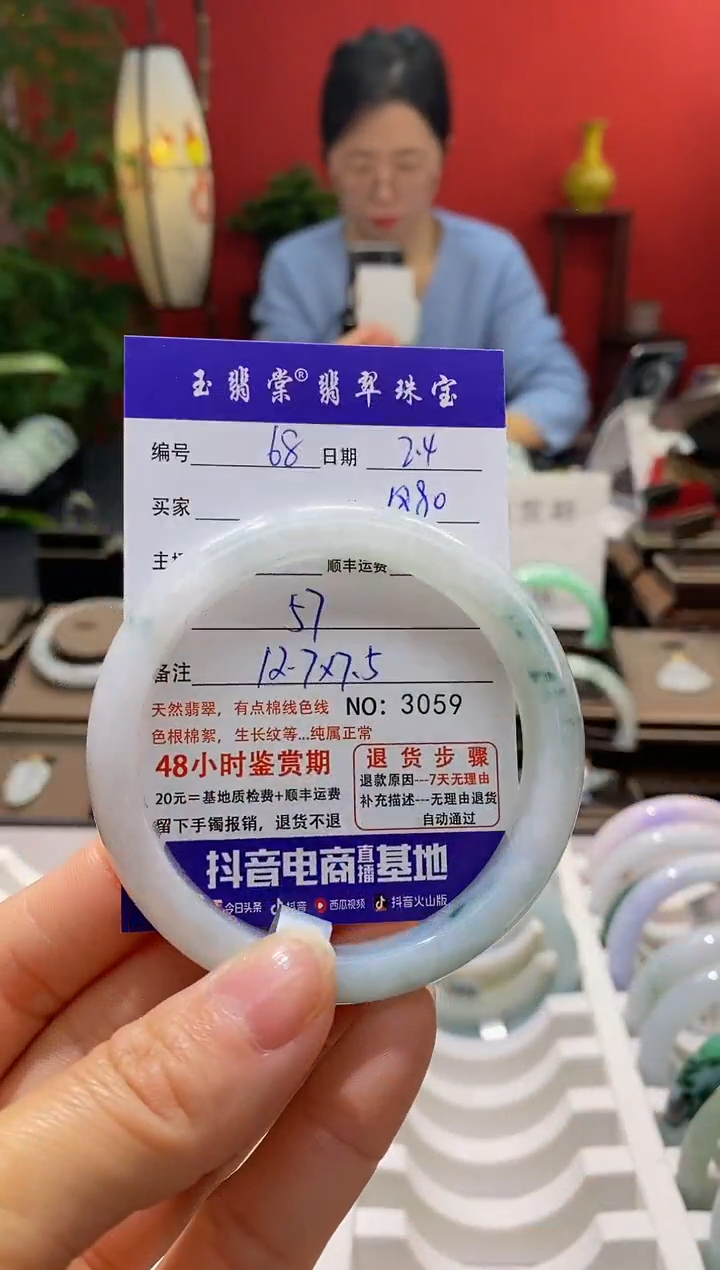 玉翡棠® 翡翠珠宝
编号 68 日期 2.4
买家 1280
主 顺丰运费
57
备注 12.7x7.5
天然翡翠，有点棉线色线 NO: 3059
色根棉絮，生长纹等...纯属正常
48小时鉴赏期
20元＝基地质检费+顺丰运费
留下手镯报销，退货不退
退货步骤
退款原因---7天无理由
补充描述---无理由退货
自动通过
抖音电商直播基地
今日头条 抖音 西瓜视频 抖音火山版